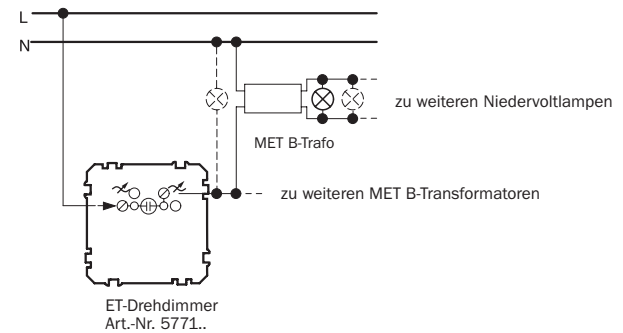 L
N
zu weiteren Niedervoltlampen
MET B-Trafo
zu weiteren MET B-Transformatoren
ET-Drehdimmer
Art.-Nr. 5771..